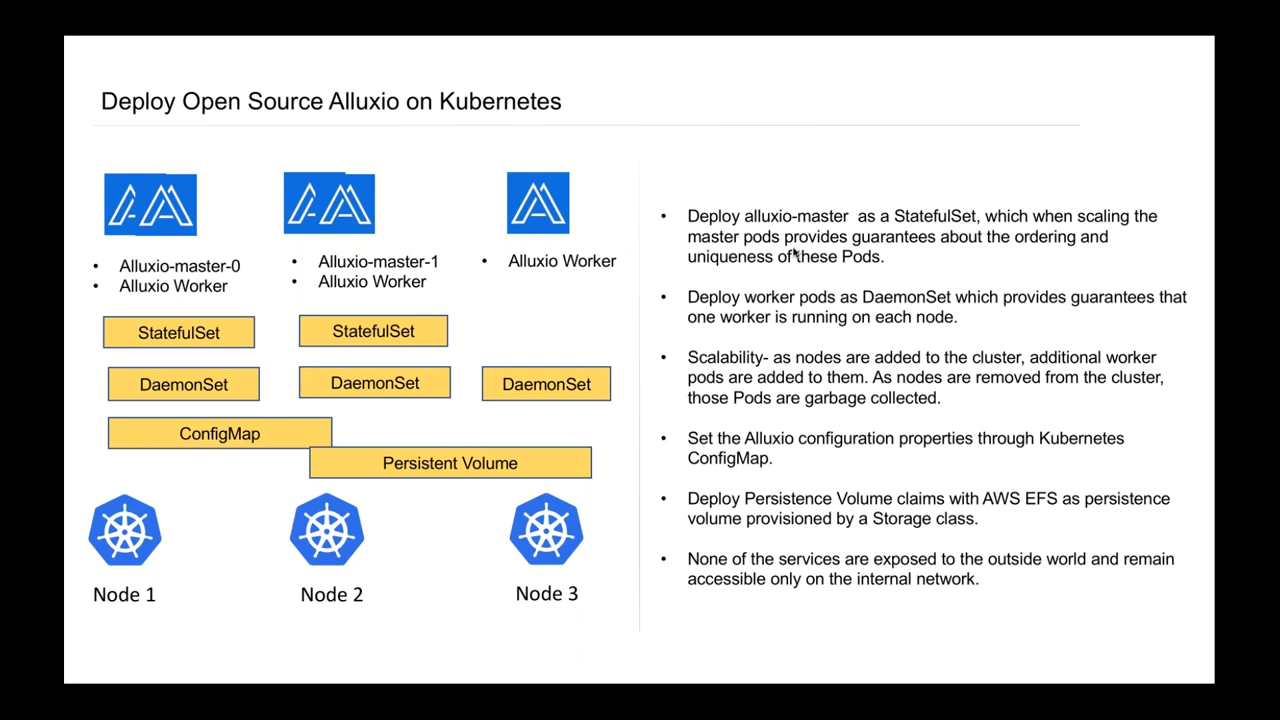 Deploy Open Source Alluxio on Kubernetes
• Alluxio-master-0
• Alluxio Worker
• Alluxio-master-1
• Alluxio Worker
• Alluxio Worker
StatefulSet
StatefulSet
DaemonSet
DaemonSet
DaemonSet
ConfigMap
Persistent Volume
Node 1
Node 2
Node 3
• Deploy alluxio-master as a StatefulSet, which when scaling the
master pods provides guarantees about the ordering and
uniqueness of these Pods.
• Deploy worker pods as DaemonSet which provides guarantees that
one worker is running on each node.
• Scalability- as nodes are added to the cluster, additional worker
pods are added to them. As nodes are removed from the cluster,
those Pods are garbage collected.
• Set the Alluxio configuration properties through Kubernetes
ConfigMap.
• Deploy Persistence Volume claims with AWS EFS as persistence
volume provisioned by a Storage class.
• None of the services are exposed to the outside world and remain
accessible only on the internal network.